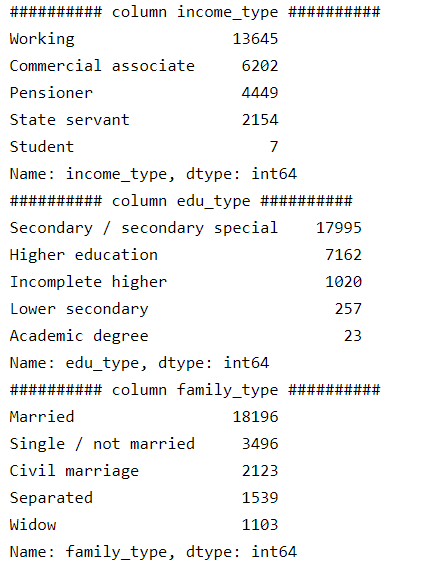 ########## column income_type ##########
Working                 13645
Commercial associate     6202
Pensioner                4449
State servant            2154
Student                     7
Name: income_type, dtype: int64
########## column edu_type ##########
Secondary / secondary special    17995
Higher education                  7162
Incomplete higher                 1020
Lower secondary                    257
Academic degree                     23
Name: edu_type, dtype: int64
########## column family_type ##########
Married                 18196
Single / not married     3496
Civil marriage           2123
Separated                1539
Widow                    1103
Name: family_type, dtype: int64